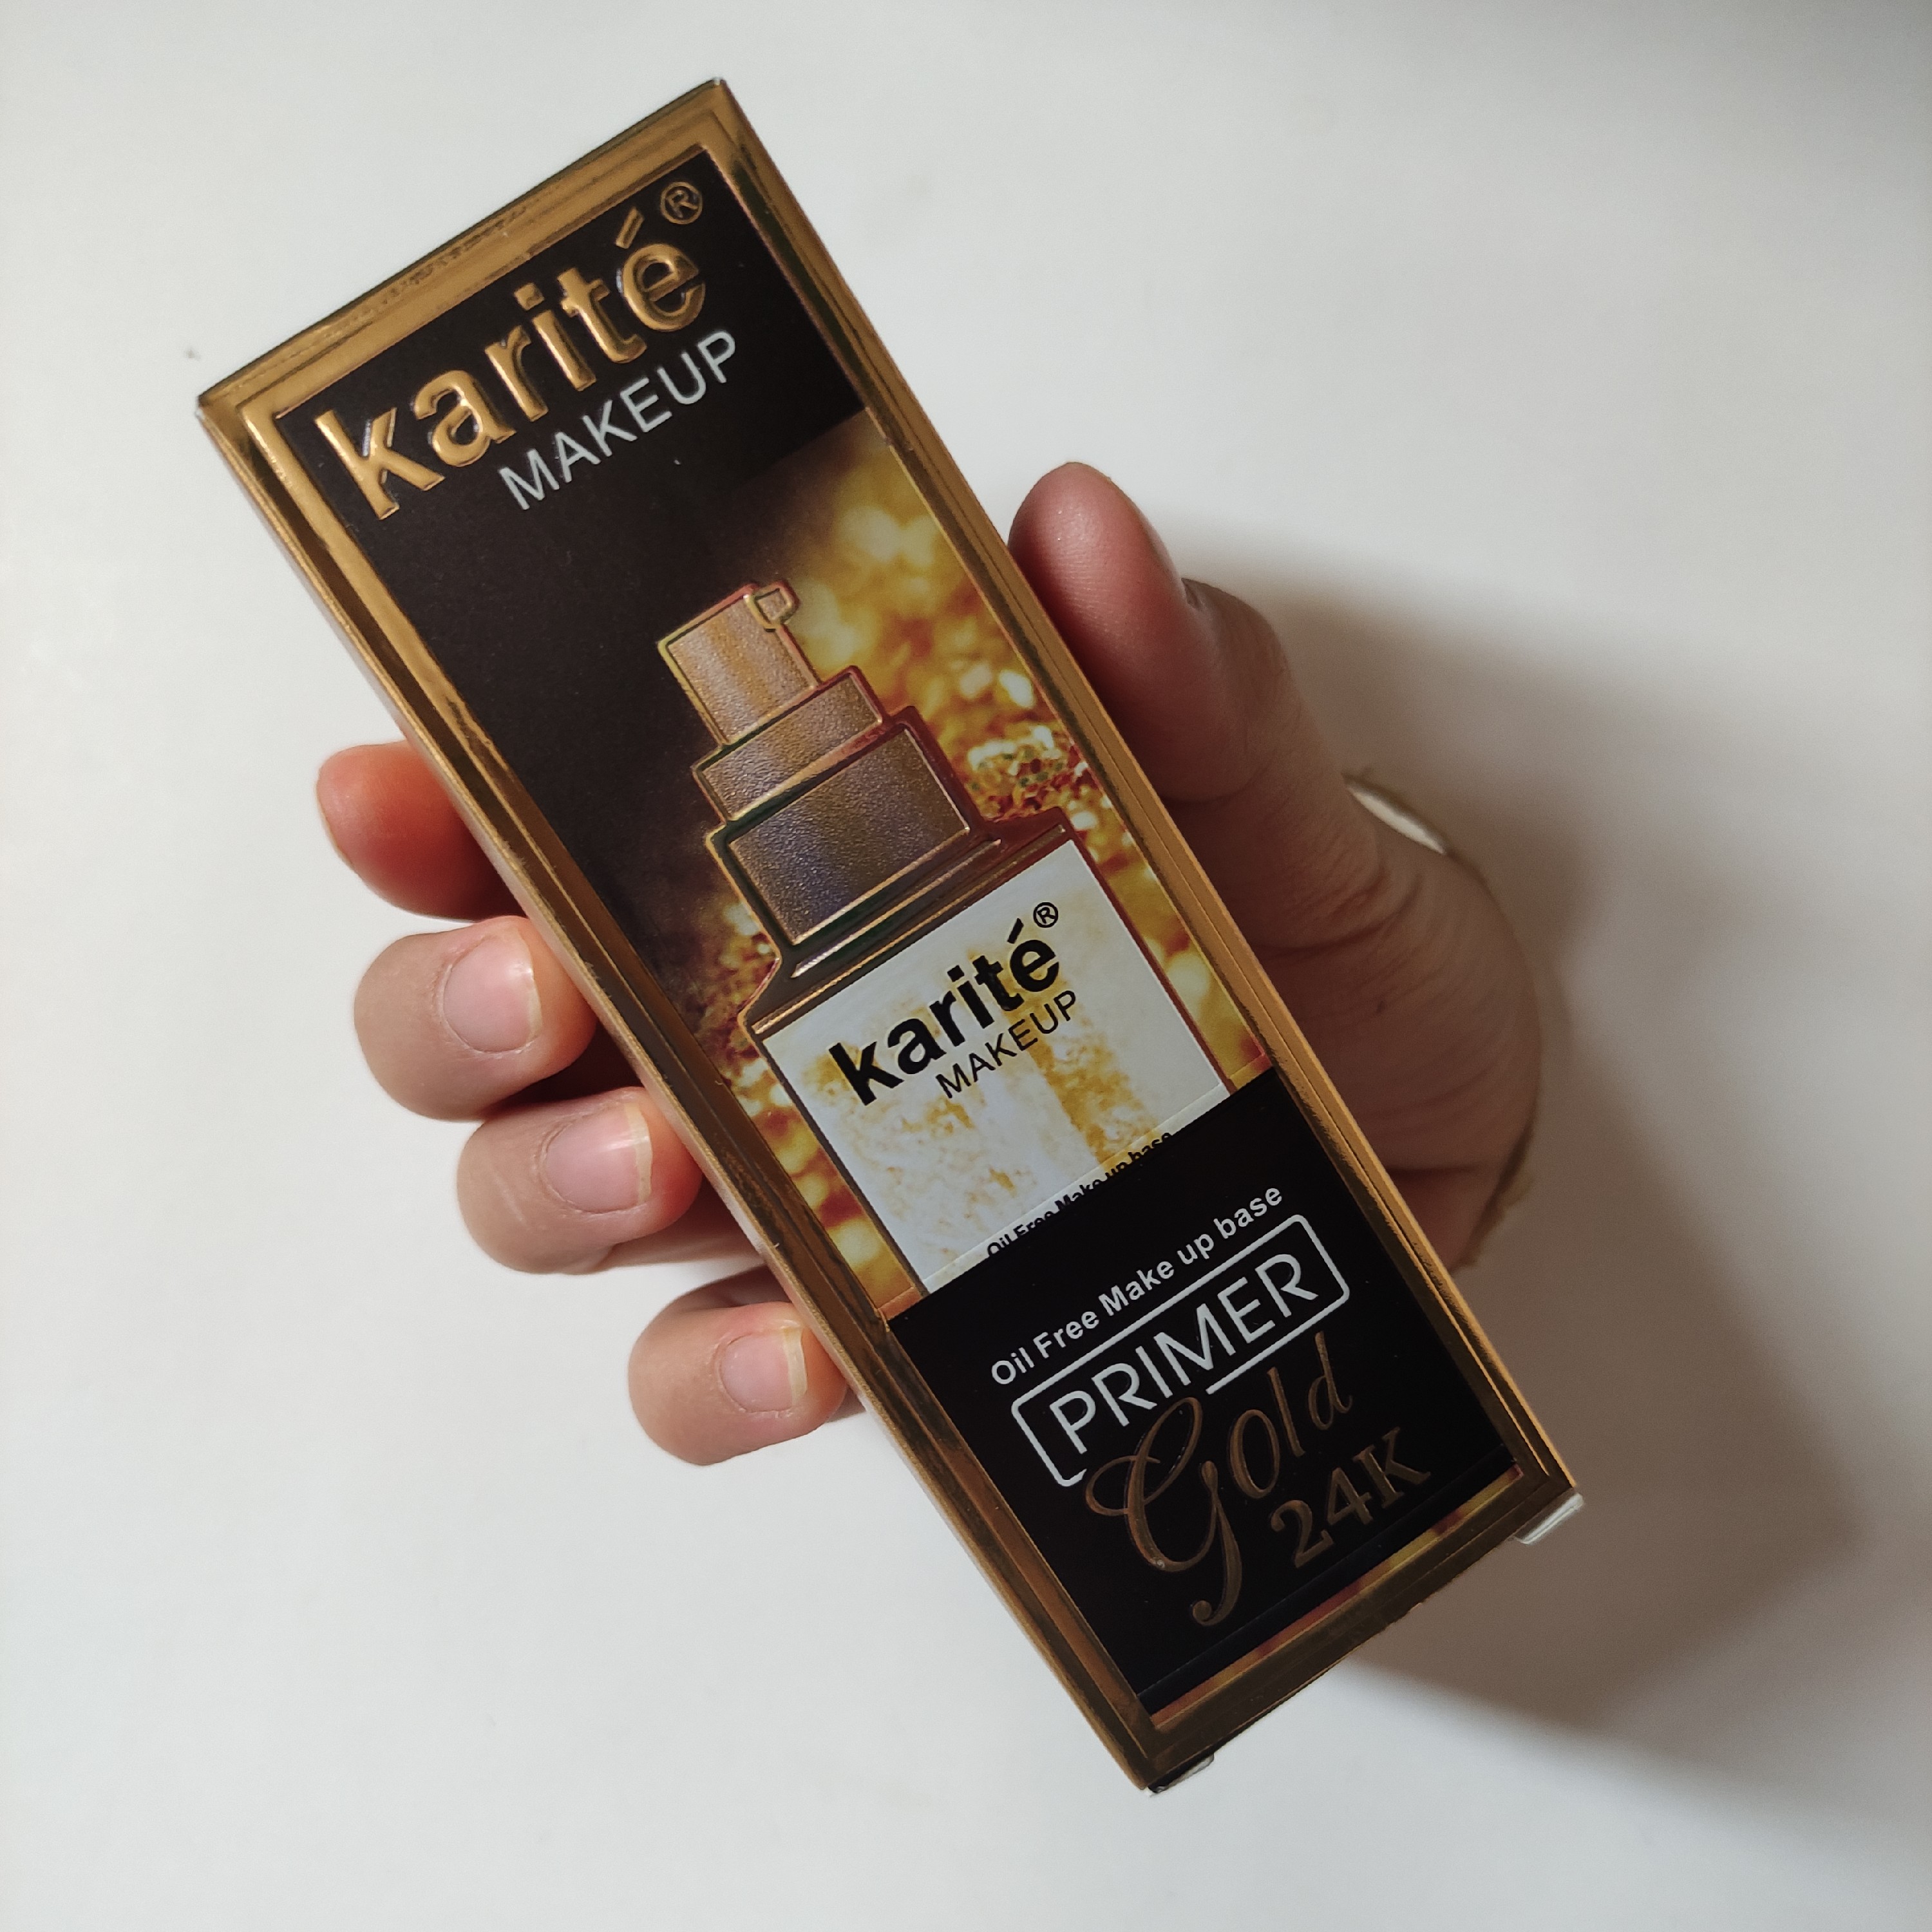 karité®
MAKEUP
karité®
MAKEUP
Oil Free Make up base
Oil Free Make up base
PRIMER
Gold
24K